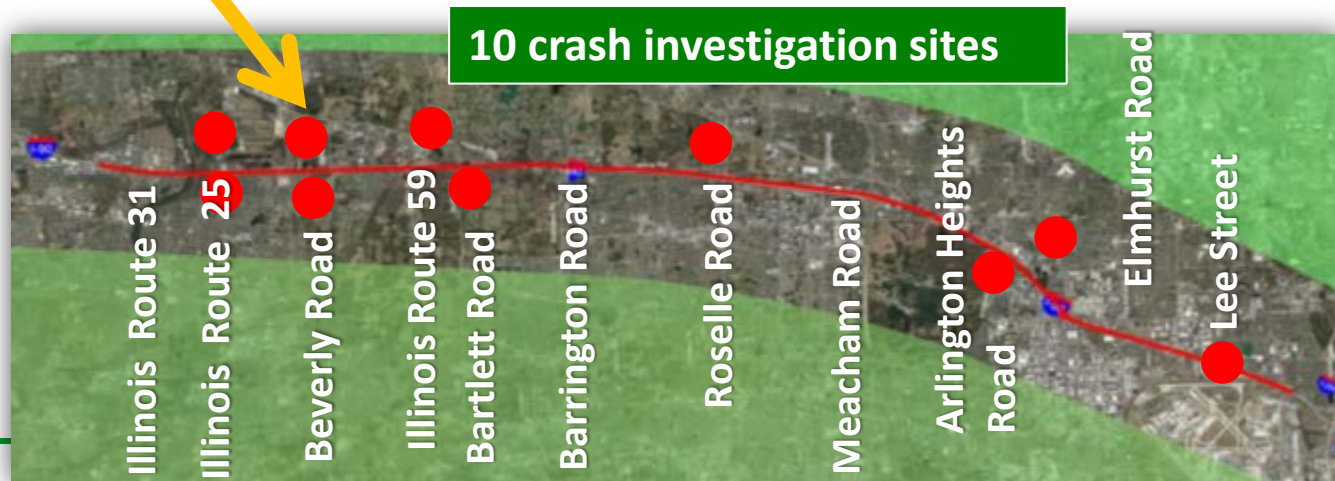 10 crash investigation sites
Illinois Route 31
Illinois Route 25
Beverly Road
Illinois Route 59
Bartlett Road
Barrington Road
Roselle Road
Meacham Road
Arlington Heights
Road
Elmhurst Road
Lee Street